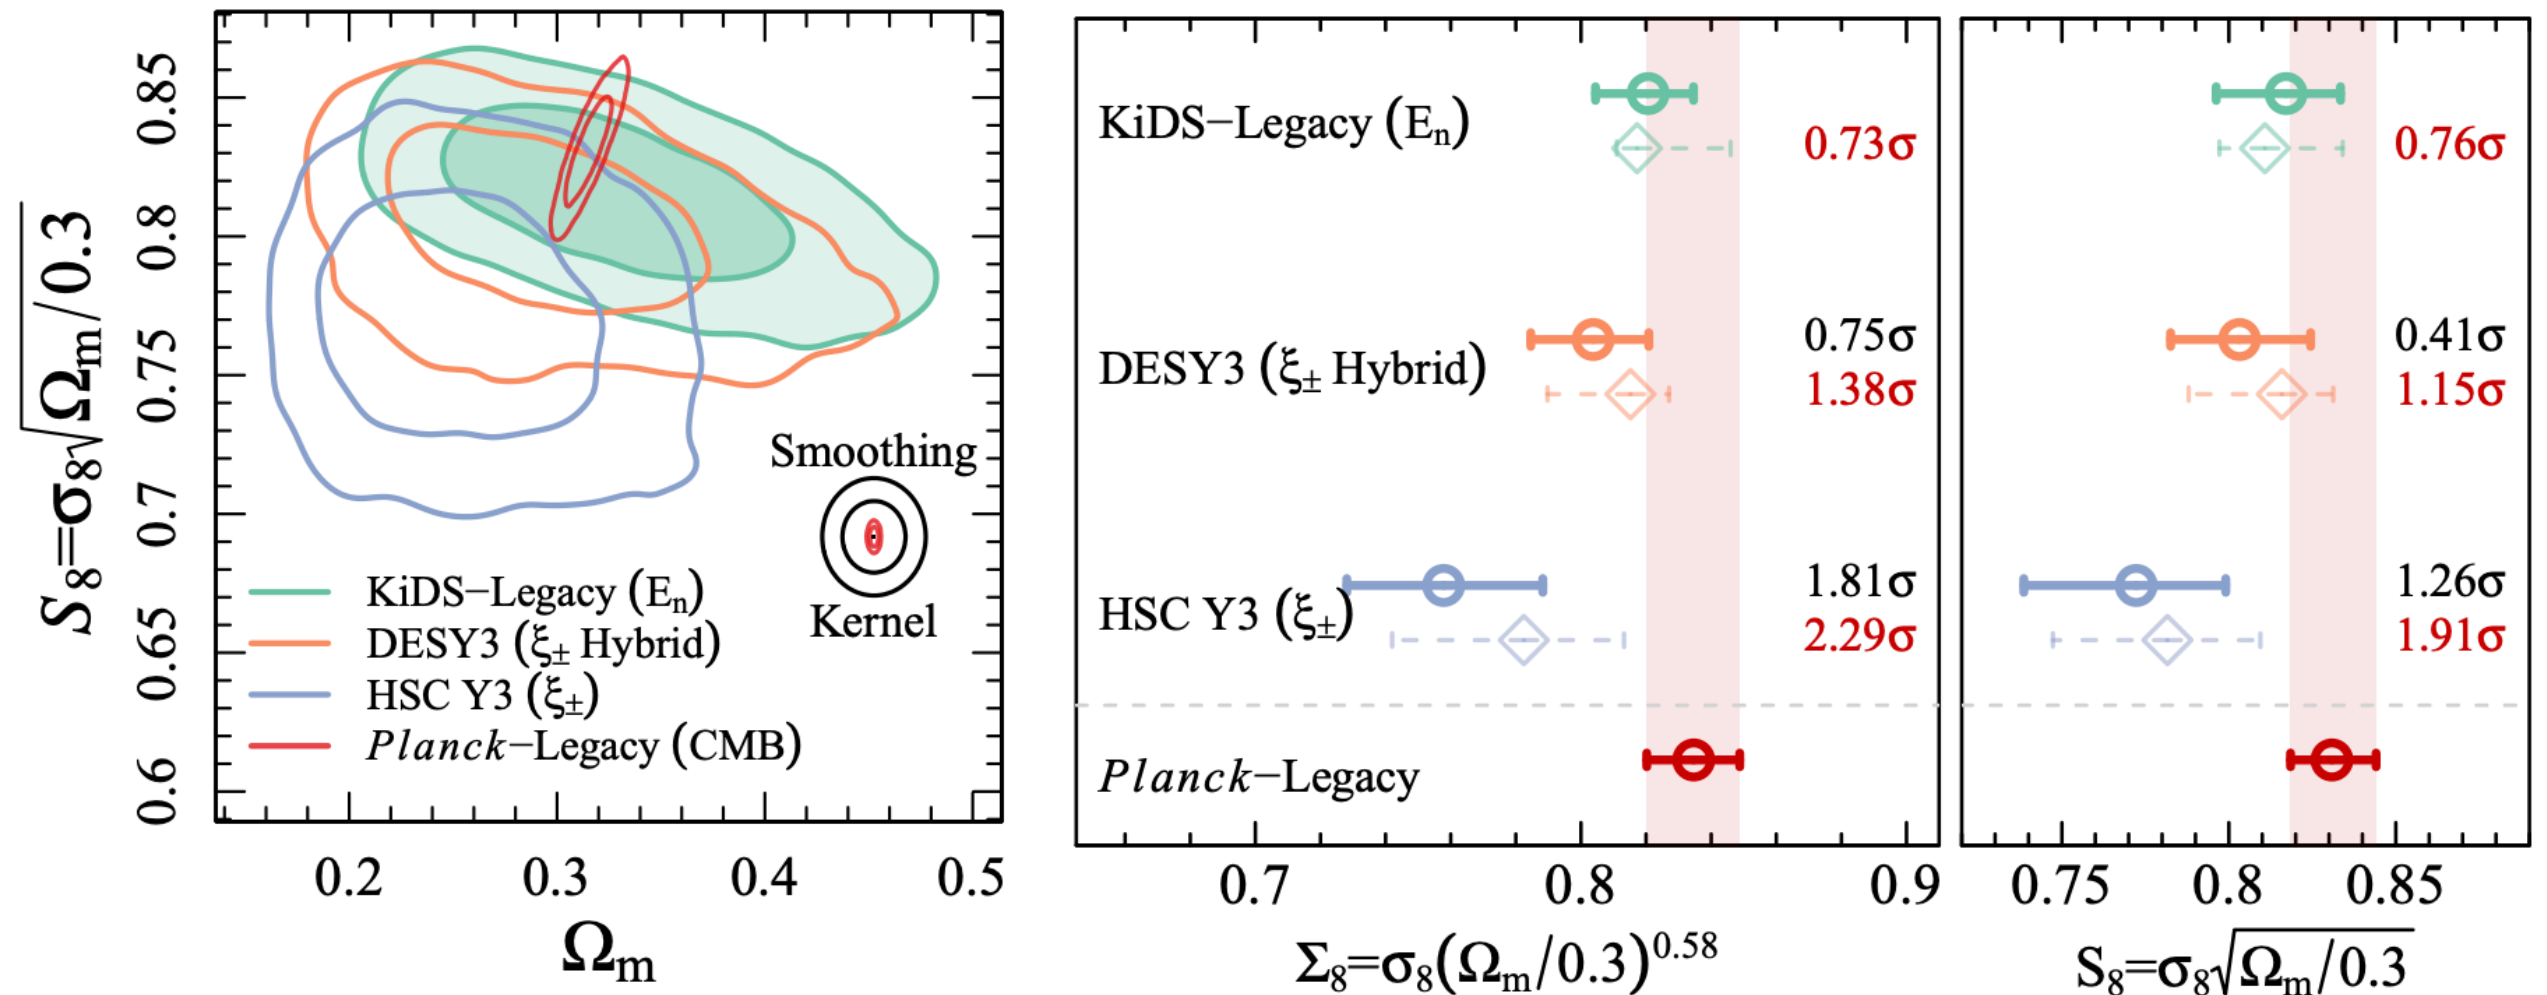 S₈=σ₈√Ωₘ/0.3
0.85
0.8
0.75
0.7
0.65
0.6
Smoothing
Kernel
KiDS−Legacy (Eₙ)
DESY3 (ξ± Hybrid)
HSC Y3 (ξ±)
Planck−Legacy (CMB)
0.2 0.3 0.4 0.5
Ωₘ
KiDS−Legacy (Eₙ)
0.73σ
DESY3 (ξ± Hybrid)
0.75σ
1.38σ
HSC Y3 (ξ±)
1.81σ
2.29σ
Planck−Legacy
0.7 0.8 0.9
Σ₈=σ₈(Ωₘ/0.3)^0.58
0.76σ
0.41σ
1.15σ
1.26σ
1.91σ
0.75 0.8 0.85
S₈=σ₈√Ωₘ/0.3